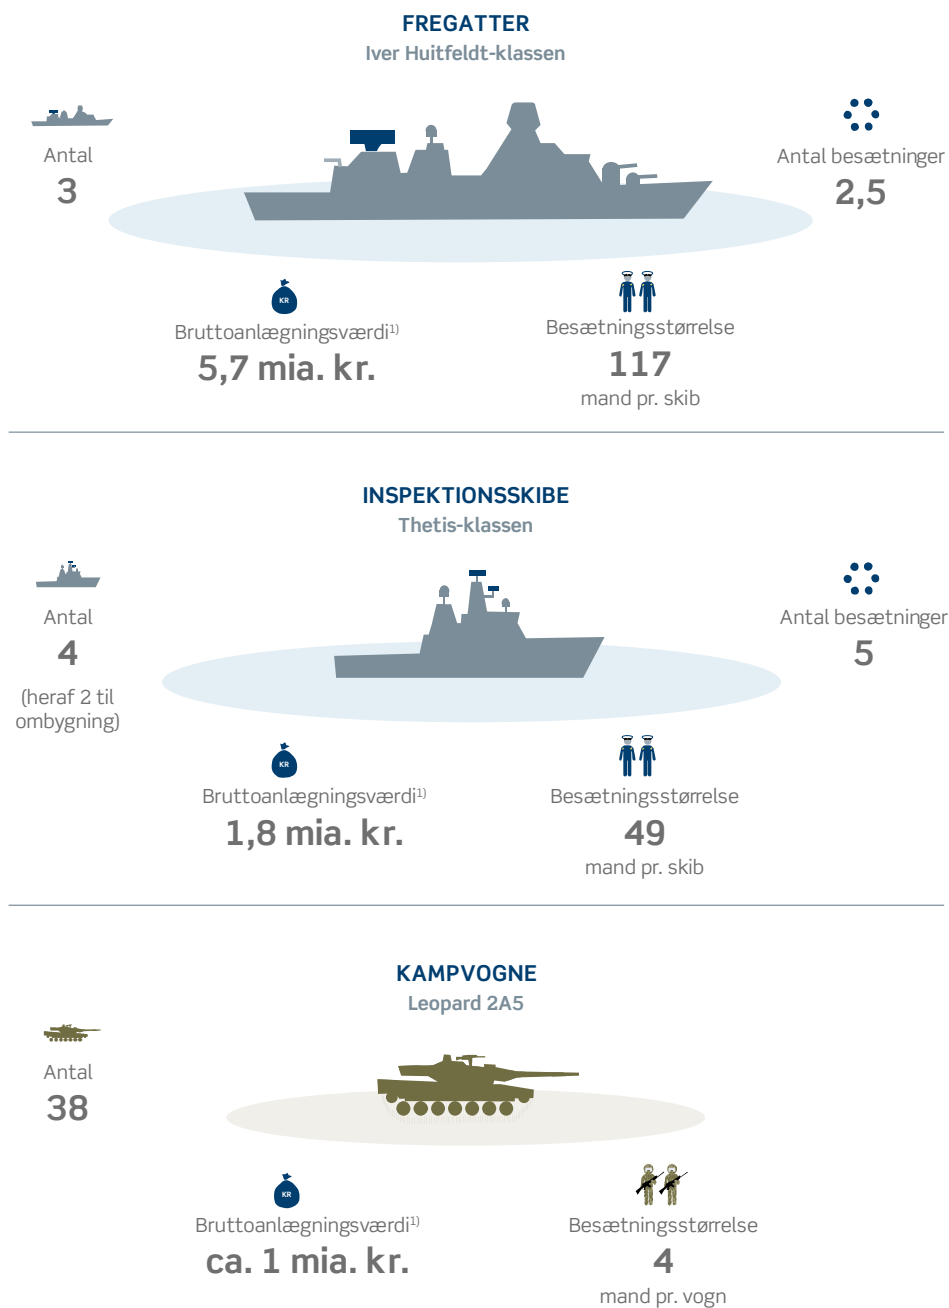 FREGATTER
Iver Huitfeldt-klassen
Antal
3
Antal besætninger
2,5
KR
Bruttoanlægningsværdi1)
5,7 mia. kr.
Besætningsstørrelse
117
mand pr. skib
INSPEKTIONSSKIBE
Thetis-klassen
Antal
4
(heraf 2 til
ombygning)
Antal besætninger
5
KR
Bruttoanlægningsværdi1)
1,8 mia. kr.
Besætningsstørrelse
49
mand pr. skib
KAMPVOGNE
Leopard 2A5
Antal
38
KR
Bruttoanlægningsværdi1)
ca. 1 mia. kr.
Besætningsstørrelse
4
mand pr. vogn